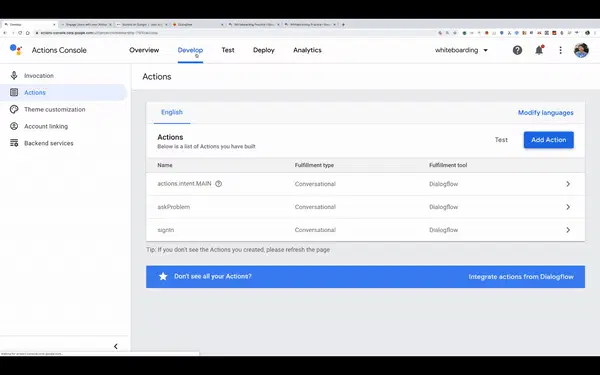 Actions Console
Overview
Develop
Test
Deploy
Analytics
whiteboarding
Invocation
Actions
Theme customization
Account linking
Backend services
Actions
English
Modify languages
Actions
Below is a list of Actions you have built
Test
Add Action
Name
Fulfillment type
Fulfillment tool
actions.intent.MAIN
Conversational
Dialogflow
askProblem
Conversational
Dialogflow
signIn
Conversational
Dialogflow
Tip: If you don't see the Actions you created, please refresh the page
Don't see all your Actions?
Integrate actions from Dialogflow